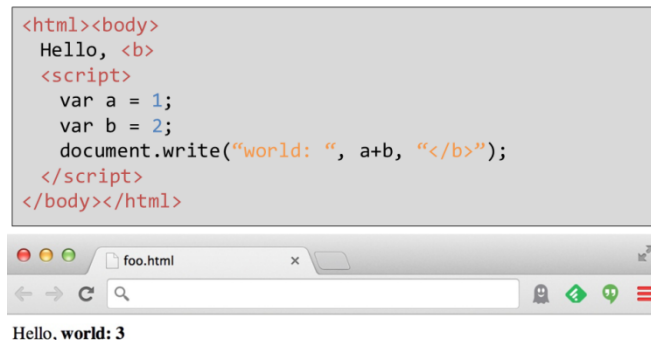 <html><body>
Hello, <b>
<script>
var a = 1;
var b = 2;
document.write(“world: “, a+b, “</b>”);
</script>
</body></html>
foo.html
Hello, world: 3